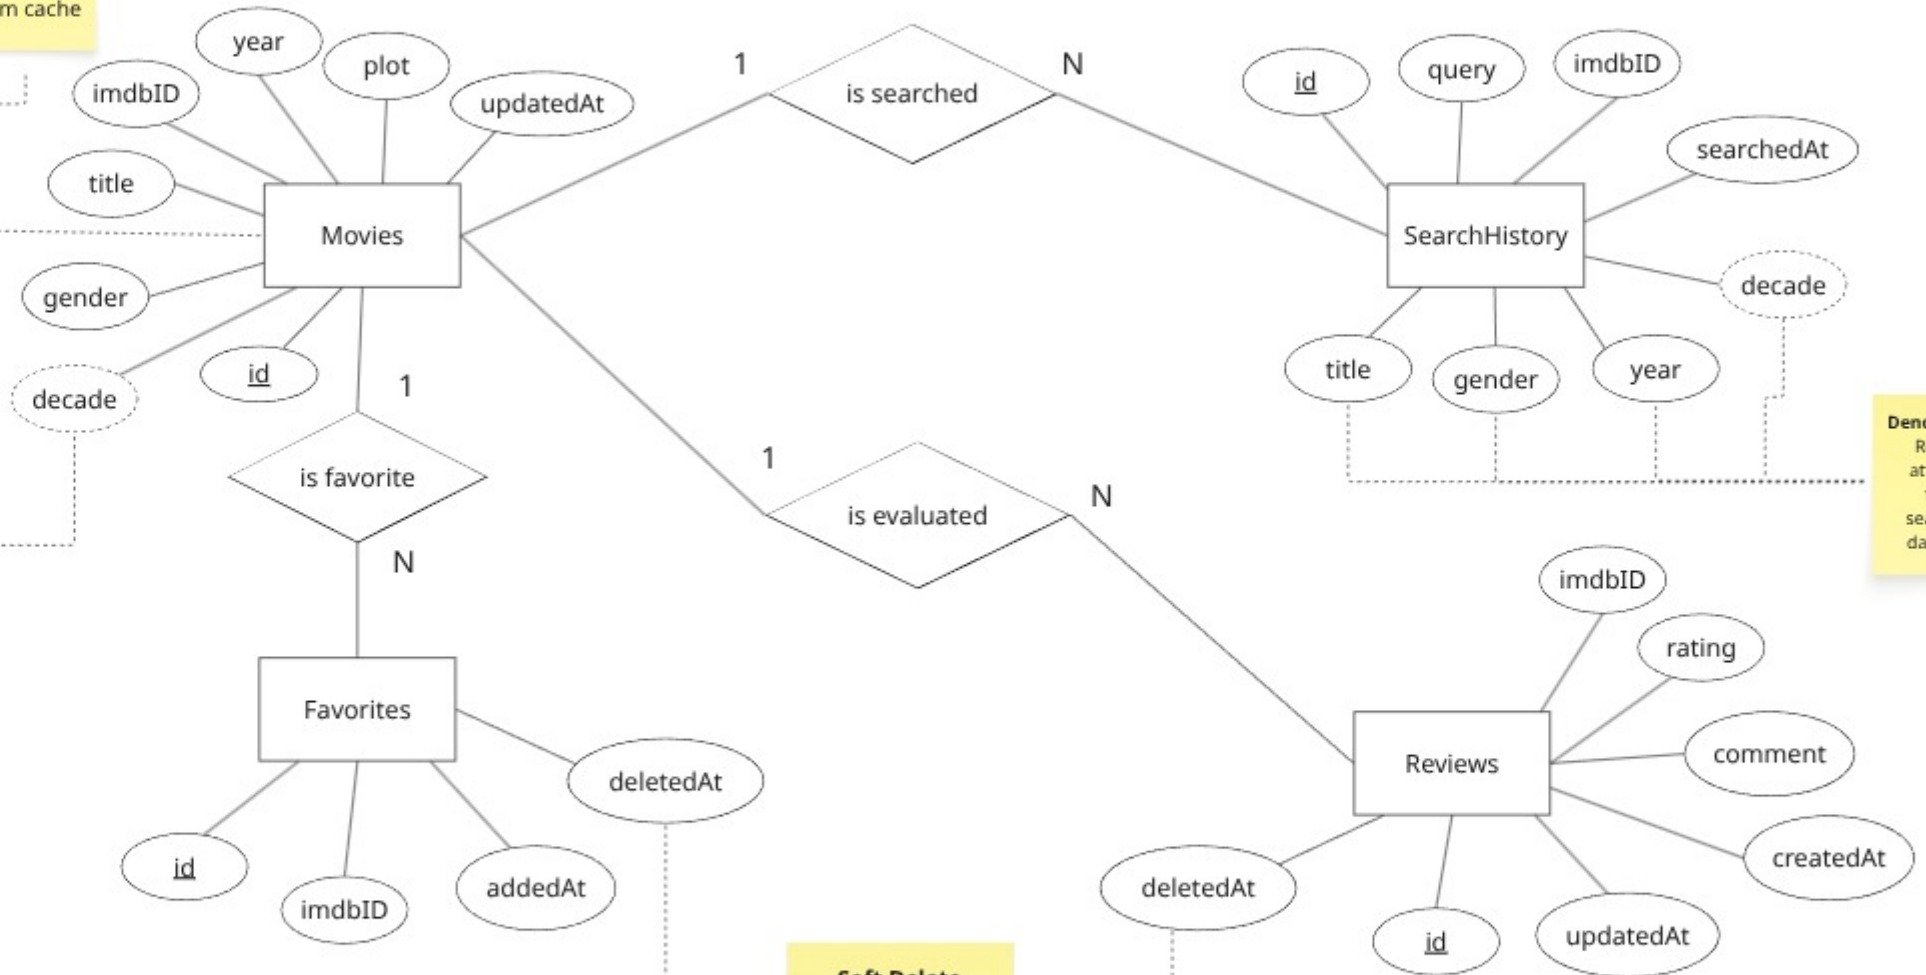 m cache
year
plot
imdbID
updatedAt
title
Movies
gender
id
decade
1
is searched
N
id
query
imdbID
searchedAt
SearchHistory
decade
title
gender
year
1
is favorite
N
1
is evaluated
N
Favorites
deletedAt
id
imdbID
addedAt
imdbID
rating
Reviews
comment
createdAt
deletedAt
id
updatedAt
Soft Delete